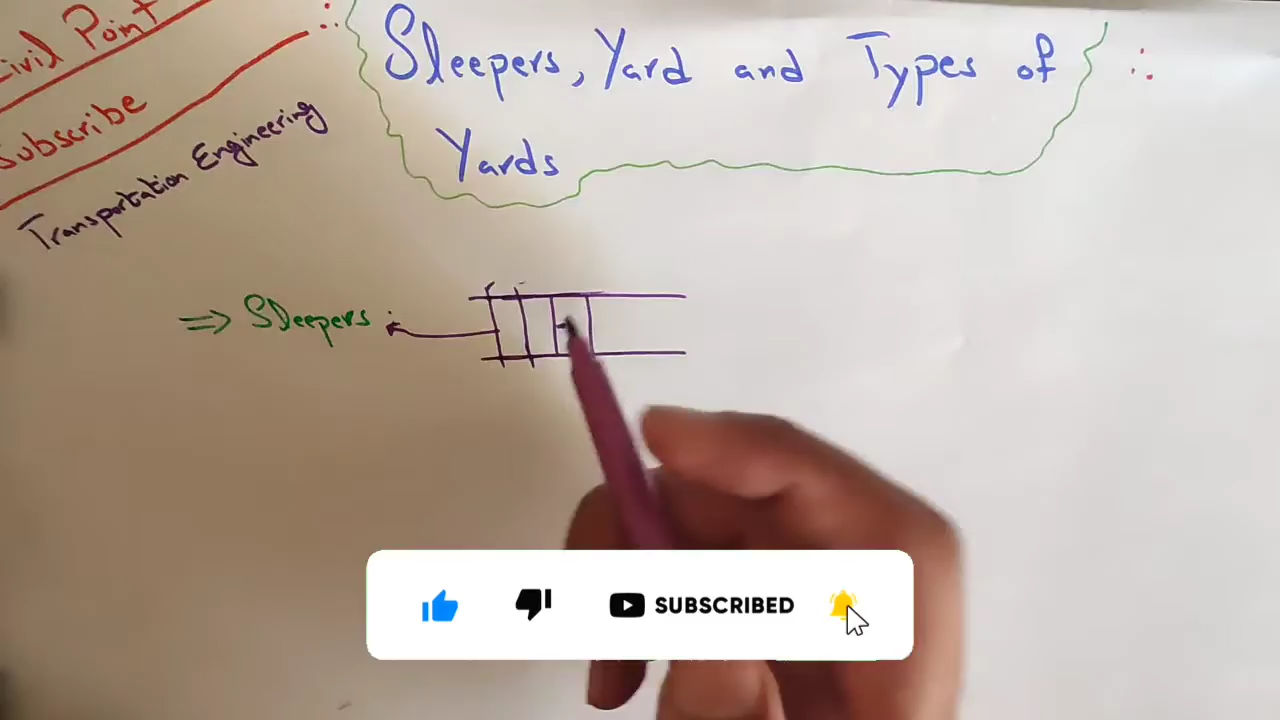 Civil Point
Subscribe
Transportation Engineering
Sleepers, Yard and Types of
Yards
⇒ Sleepers
SUBSCRIBED